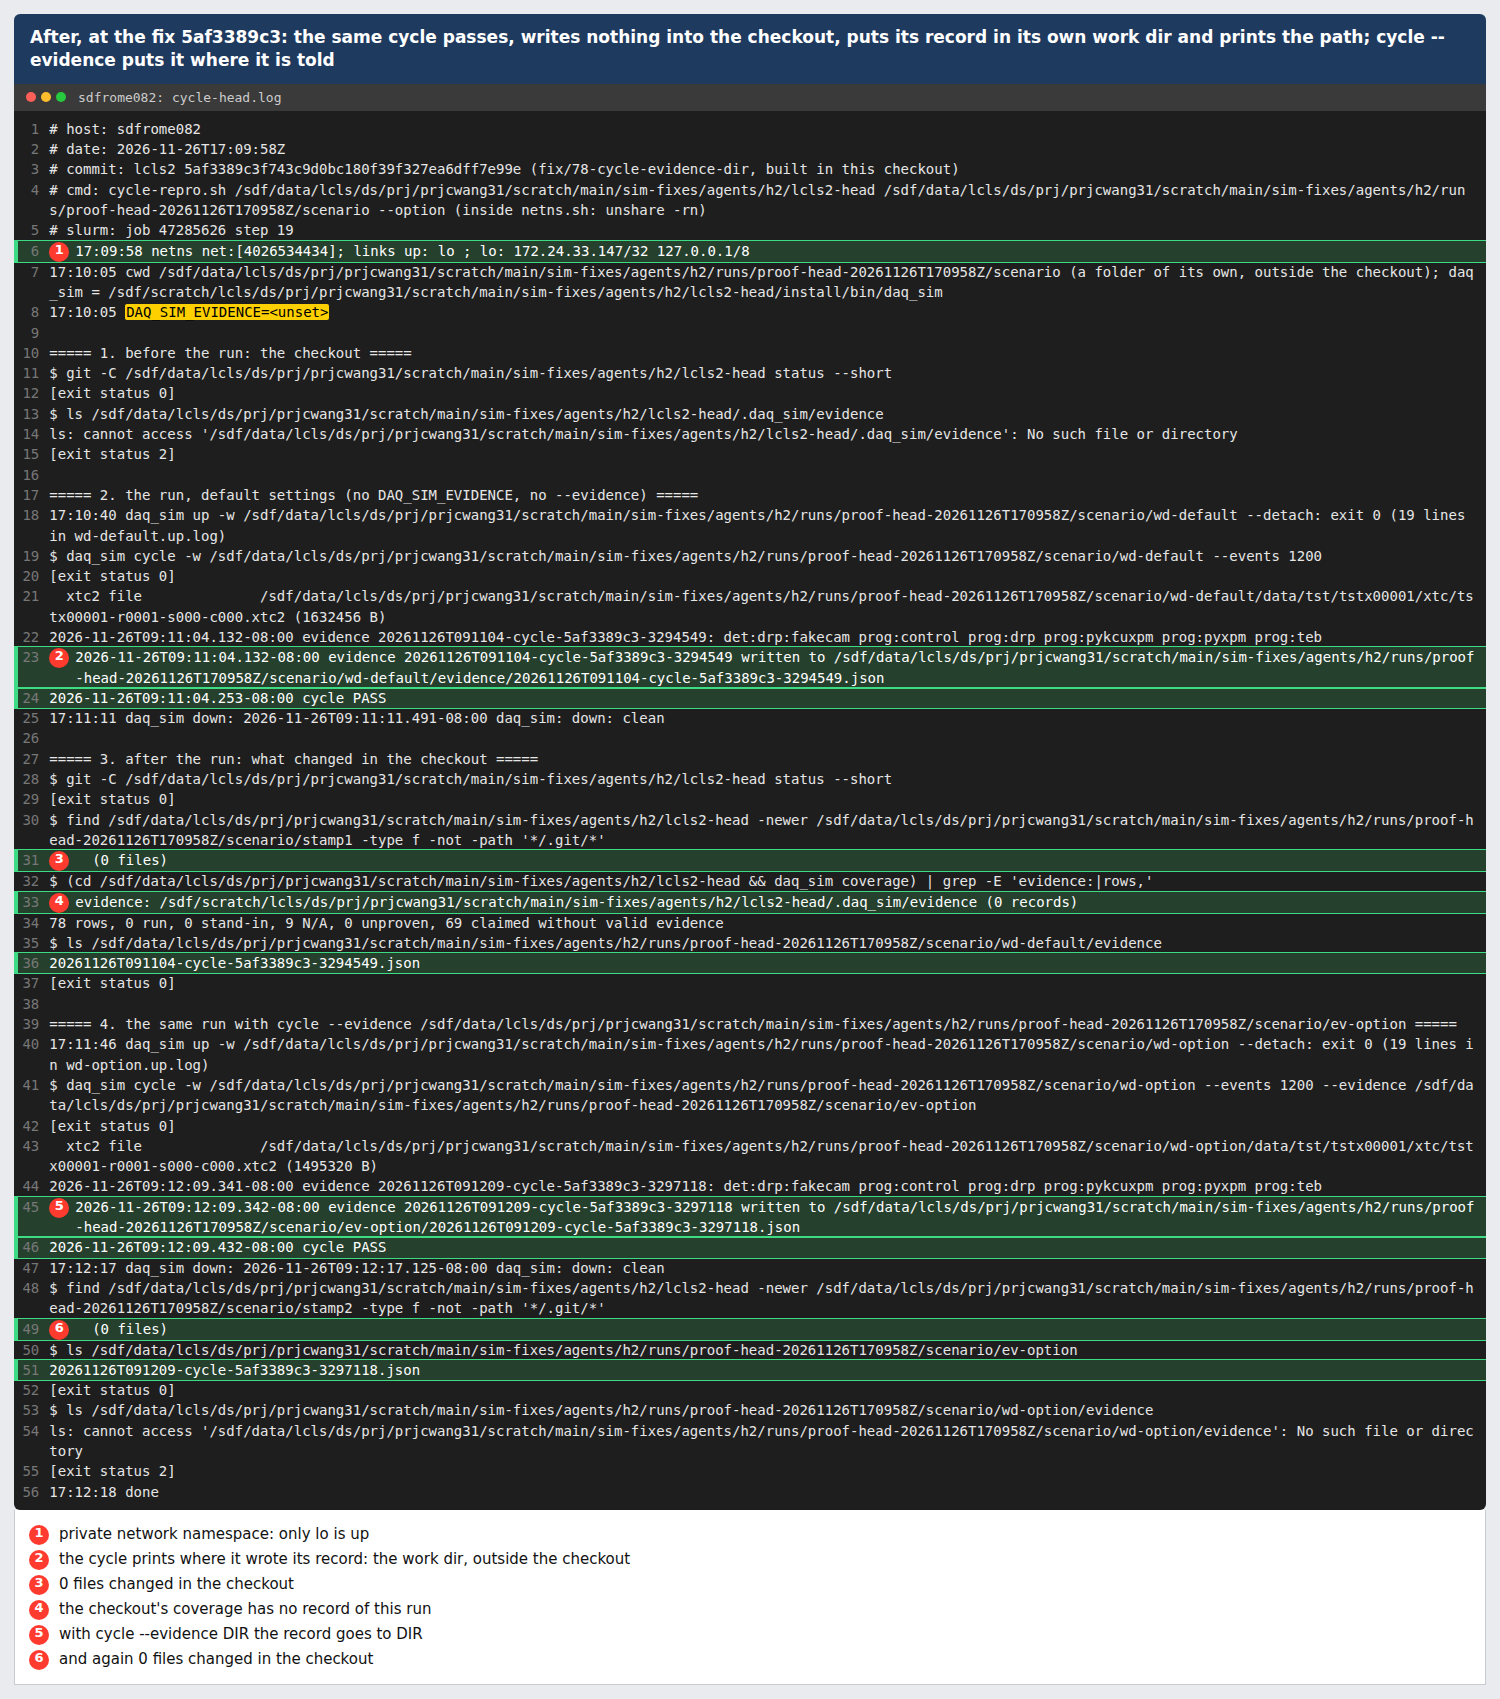 After, at the fix 5af3389c3: the same cycle passes, writes nothing into the checkout, puts its record in its own work dir and prints the path; cycle --
evidence puts it where it is told
sdfrome082: cycle-head.log
1 # host: sdfrome082
2 # date: 2026-11-26T17:09:58Z
3 # commit: lcls2 5af3389c3f743c9d0bc180f39f327ea6dff7e99e (fix/78-cycle-evidence-dir, built in this checkout)
4 # cmd: cycle-repro.sh /sdf/data/lcls/ds/prj/prjcwang31/scratch/main/sim-fixes/agents/h2/lcls2-head /sdf/data/lcls/ds/prj/prjcwang31/scratch/main/sim-fixes/agents/h2/run
s/proof-head-20261126T170958Z/scenario --option (inside netns.sh: unshare -rn)
5 # slurm: job 47285626 step 19
6 1 17:09:58 netns net:[4026534434]; links up: lo ; lo: 172.24.33.147/32 127.0.0.1/8
7 17:10:05 cwd /sdf/data/lcls/ds/prj/prjcwang31/scratch/main/sim-fixes/agents/h2/runs/proof-head-20261126T170958Z/scenario (a folder of its own, outside the checkout); daq
_sim = /sdf/scratch/lcls/ds/prj/prjcwang31/scratch/main/sim-fixes/agents/h2/lcls2-head/install/bin/daq_sim
8 17:10:05 DAQ_SIM_EVIDENCE=<unset>
9
10 ===== 1. before the run: the checkout =====
11 $ git -C /sdf/data/lcls/ds/prj/prjcwang31/scratch/main/sim-fixes/agents/h2/lcls2-head status --short
12 [exit status 0]
13 $ ls /sdf/data/lcls/ds/prj/prjcwang31/scratch/main/sim-fixes/agents/h2/lcls2-head/.daq_sim/evidence
14 ls: cannot access '/sdf/data/lcls/ds/prj/prjcwang31/scratch/main/sim-fixes/agents/h2/lcls2-head/.daq_sim/evidence': No such file or directory
15 [exit status 2]
16
17 ===== 2. the run, default settings (no DAQ_SIM_EVIDENCE, no --evidence) =====
18 17:10:40 daq_sim up -w /sdf/data/lcls/ds/prj/prjcwang31/scratch/main/sim-fixes/agents/h2/runs/proof-head-20261126T170958Z/scenario/wd-default --detach: exit 0 (19 lines
in wd-default.up.log)
19 $ daq_sim cycle -w /sdf/data/lcls/ds/prj/prjcwang31/scratch/main/sim-fixes/agents/h2/runs/proof-head-20261126T170958Z/scenario/wd-default --events 1200
20 [exit status 0]
21 xtc2 file /sdf/data/lcls/ds/prj/prjcwang31/scratch/main/sim-fixes/agents/h2/runs/proof-head-20261126T170958Z/scenario/wd-default/data/tst/tstx00001/xtc/ts
tx00001-r0001-s000-c000.xtc2 (1632456 B)
22 2026-11-26T09:11:04.132-08:00 evidence 20261126T091104-cycle-5af3389c3-3294549: det:drp:fakecam prog:control prog:drp prog:pykcuxpm prog:pyxpm prog:teb
23 2 2026-11-26T09:11:04.132-08:00 evidence 20261126T091104-cycle-5af3389c3-3294549 written to /sdf/data/lcls/ds/prj/prjcwang31/scratch/main/sim-fixes/agents/h2/runs/proof
-head-20261126T170958Z/scenario/wd-default/evidence/20261126T091104-cycle-5af3389c3-3294549.json
24 2026-11-26T09:11:04.253-08:00 cycle PASS
25 17:11:11 daq_sim down: 2026-11-26T09:11:11.491-08:00 daq_sim: down: clean
26
27 ===== 3. after the run: what changed in the checkout =====
28 $ git -C /sdf/data/lcls/ds/prj/prjcwang31/scratch/main/sim-fixes/agents/h2/lcls2-head status --short
29 [exit status 0]
30 $ find /sdf/data/lcls/ds/prj/prjcwang31/scratch/main/sim-fixes/agents/h2/lcls2-head -newer /sdf/data/lcls/ds/prj/prjcwang31/scratch/main/sim-fixes/agents/h2/runs/proof-h
ead-20261126T170958Z/scenario/stamp1 -type f -not -path '*/.git/*'
31 3 (0 files)
32 $ (cd /sdf/data/lcls/ds/prj/prjcwang31/scratch/main/sim-fixes/agents/h2/lcls2-head && daq_sim coverage) | grep -E 'evidence:|rows,'
33 4 evidence: /sdf/scratch/lcls/ds/prj/prjcwang31/scratch/main/sim-fixes/agents/h2/lcls2-head/.daq_sim/evidence (0 records)
34 78 rows, 0 run, 0 stand-in, 9 N/A, 0 unproven, 69 claimed without valid evidence
35 $ ls /sdf/data/lcls/ds/prj/prjcwang31/scratch/main/sim-fixes/agents/h2/runs/proof-head-20261126T170958Z/scenario/wd-default/evidence
36 20261126T091104-cycle-5af3389c3-3294549.json
37 [exit status 0]
38
39 ===== 4. the same run with cycle --evidence /sdf/data/lcls/ds/prj/prjcwang31/scratch/main/sim-fixes/agents/h2/runs/proof-head-20261126T170958Z/scenario/ev-option =====
40 17:11:46 daq_sim up -w /sdf/data/lcls/ds/prj/prjcwang31/scratch/main/sim-fixes/agents/h2/runs/proof-head-20261126T170958Z/scenario/wd-option --detach: exit 0 (19 lines i
n wd-option.up.log)
41 $ daq_sim cycle -w /sdf/data/lcls/ds/prj/prjcwang31/scratch/main/sim-fixes/agents/h2/runs/proof-head-20261126T170958Z/scenario/wd-option --events 1200 --evidence /sdf/da
ta/lcls/ds/prj/prjcwang31/scratch/main/sim-fixes/agents/h2/runs/proof-head-20261126T170958Z/scenario/ev-option
42 [exit status 0]
43 xtc2 file /sdf/data/lcls/ds/prj/prjcwang31/scratch/main/sim-fixes/agents/h2/runs/proof-head-20261126T170958Z/scenario/wd-option/data/tst/tstx00001/xtc/tst
x00001-r0001-s000-c000.xtc2 (1495320 B)
44 2026-11-26T09:12:09.341-08:00 evidence 20261126T091209-cycle-5af3389c3-3297118: det:drp:fakecam prog:control prog:drp prog:pykcuxpm prog:pyxpm prog:teb
45 5 2026-11-26T09:12:09.342-08:00 evidence 20261126T091209-cycle-5af3389c3-3297118 written to /sdf/data/lcls/ds/prj/prjcwang31/scratch/main/sim-fixes/agents/h2/runs/proof
-head-20261126T170958Z/scenario/ev-option/20261126T091209-cycle-5af3389c3-3297118.json
46 2026-11-26T09:12:09.432-08:00 cycle PASS
47 17:12:17 daq_sim down: 2026-11-26T09:12:17.125-08:00 daq_sim: down: clean
48 $ find /sdf/data/lcls/ds/prj/prjcwang31/scratch/main/sim-fixes/agents/h2/lcls2-head -newer /sdf/data/lcls/ds/prj/prjcwang31/scratch/main/sim-fixes/agents/h2/runs/proof-h
ead-20261126T170958Z/scenario/stamp2 -type f -not -path '*/.git/*'
49 6 (0 files)
50 $ ls /sdf/data/lcls/ds/prj/prjcwang31/scratch/main/sim-fixes/agents/h2/runs/proof-head-20261126T170958Z/scenario/ev-option
51 20261126T091209-cycle-5af3389c3-3297118.json
52 [exit status 0]
53 $ ls /sdf/data/lcls/ds/prj/prjcwang31/scratch/main/sim-fixes/agents/h2/runs/proof-head-20261126T170958Z/scenario/wd-option/evidence
54 ls: cannot access '/sdf/data/lcls/ds/prj/prjcwang31/scratch/main/sim-fixes/agents/h2/runs/proof-head-20261126T170958Z/scenario/wd-option/evidence': No such file or direc
tory
55 [exit status 2]
56 17:12:18 done
1 private network namespace: only lo is up
2 the cycle prints where it wrote its record: the work dir, outside the checkout
3 0 files changed in the checkout
4 the checkout's coverage has no record of this run
5 with cycle --evidence DIR the record goes to DIR
6 and again 0 files changed in the checkout